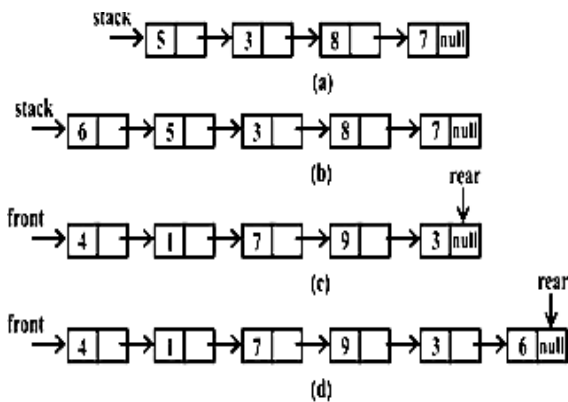 stack
5 3 8 7 null
(a)
stack
6 5 3 8 7 null
(b)
rear
front
4 1 7 9 3 null
(c)
rear
front
4 1 7 9 3 6 null
(d)